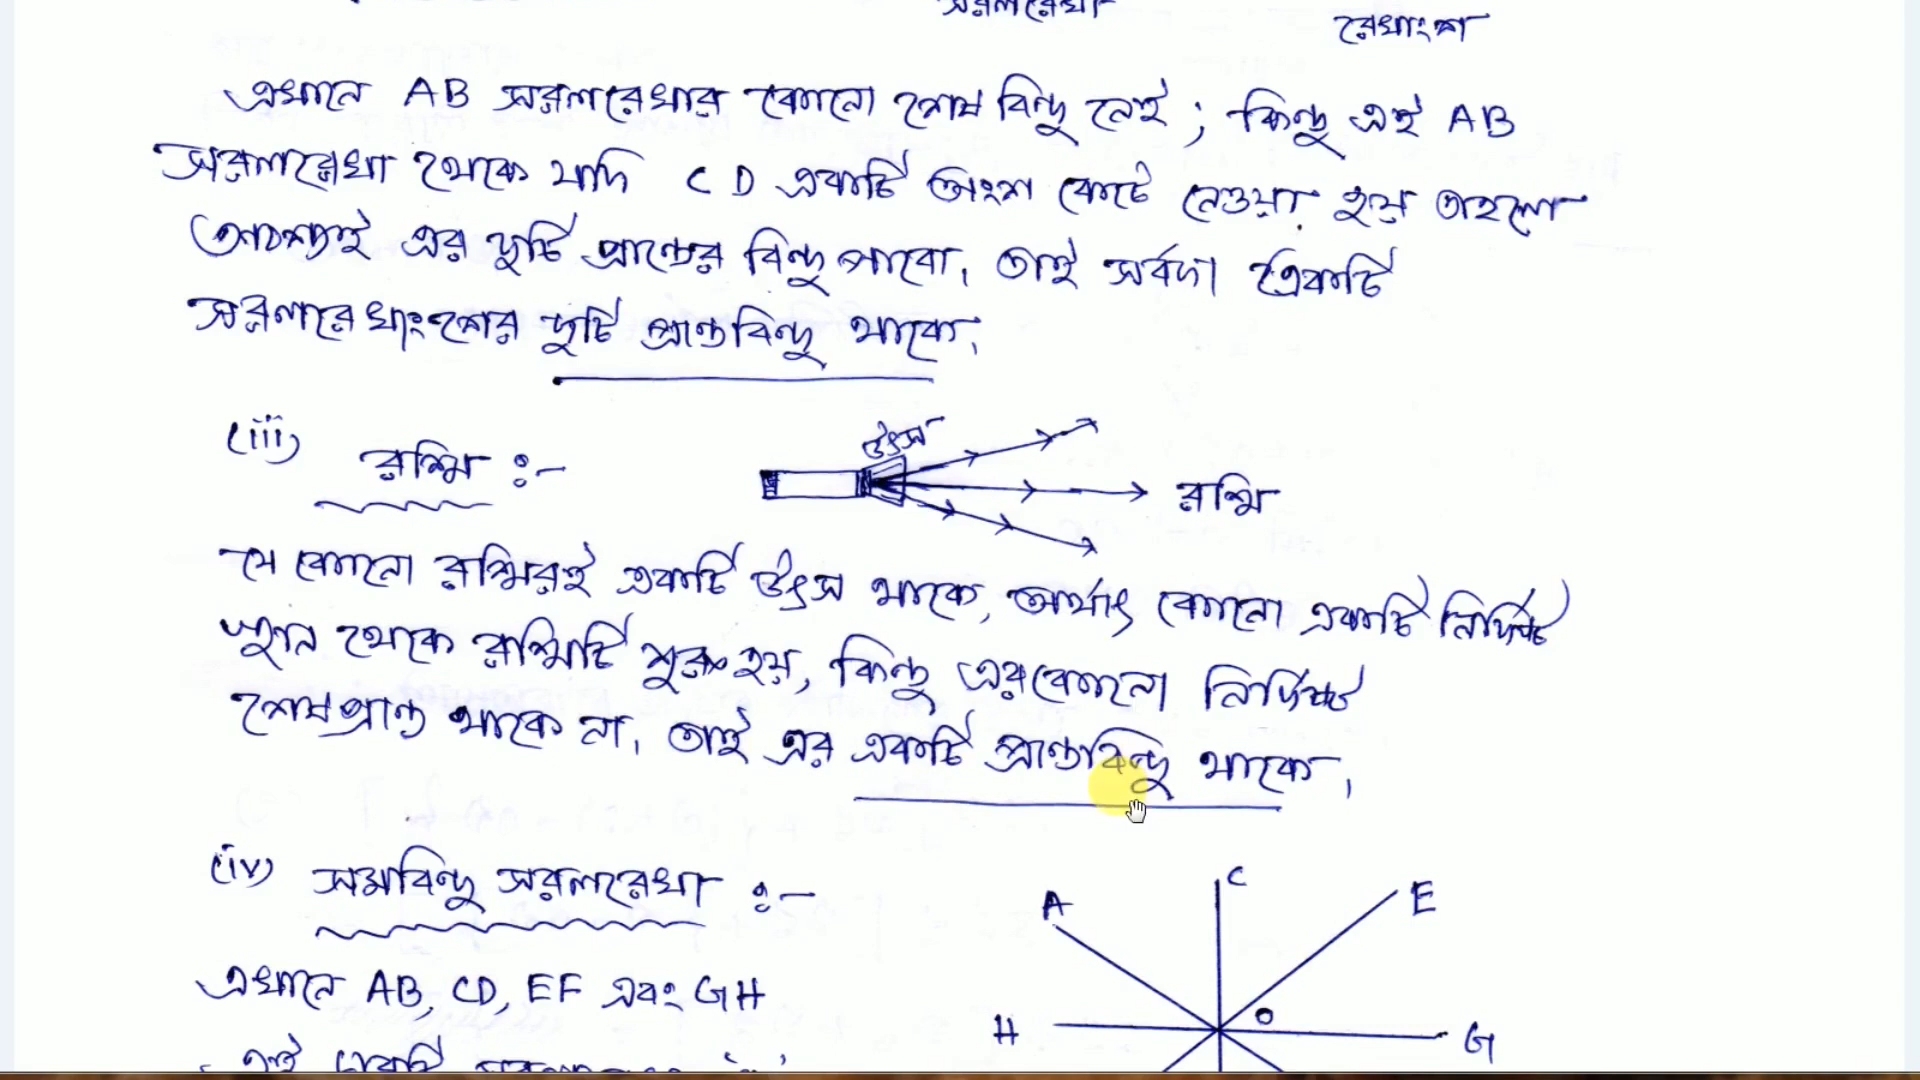 সরলরেখা
রেখাংশ
এখানে AB সরলরেখার কোনো শেষ বিন্দু নেই ; কিন্তু এই AB
সরলরেখা থেকে যদি CD একটি অংশ কেটে নেওয়া হয় তাহলে
অবশ্যই এর দুটি প্রান্তের বিন্দু পাবো। তাই সর্বদা একটি
সরলরেখাংশের দুটি প্রান্তবিন্দু থাকে।
(iii) রশ্মি :-
উৎস
রশ্মি
যে কোনো রশ্মিরই একটি উৎস থাকে, অর্থাৎ কোনো একটি নির্দিষ্ট
স্থান থেকে রশ্মিটি শুরু হয়, কিন্তু এর কোনো নির্দিষ্ট
শেষপ্রান্ত থাকে না, তাই এর একটি প্রান্তবিন্দু থাকে।
(iv) সমবিন্দু সরলরেখা :-
A C E
এখানে AB, CD, EF এবং GH
H O G
এই চারটি